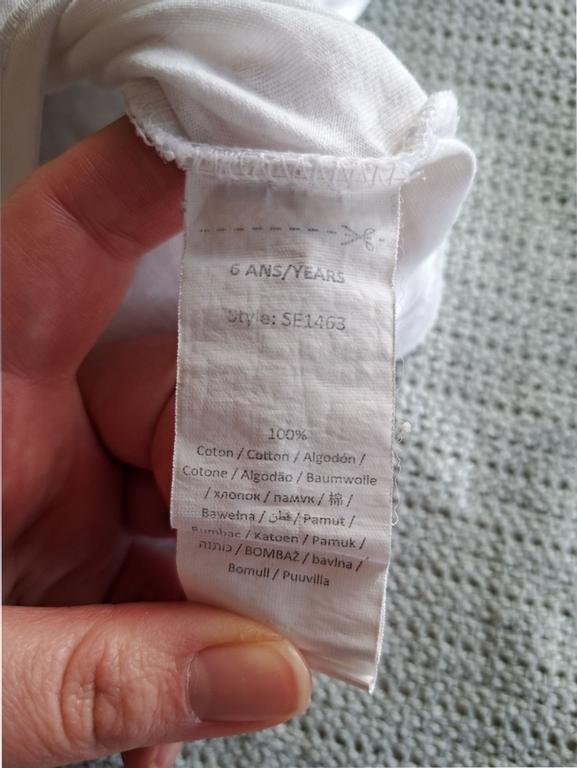 6 ANS/YEARS
Style: SE1463
100%
Coton / Cotton / Algodón /
Cotone / Algodão / Baumwolle
/ хлопок / памук / 棉 /
Bawełna / قطن / Pamut /
Bumbac / Katoen / Pamuk /
כותנה / BOMBAŽ / bavlna /
Bomull / Puuvilla